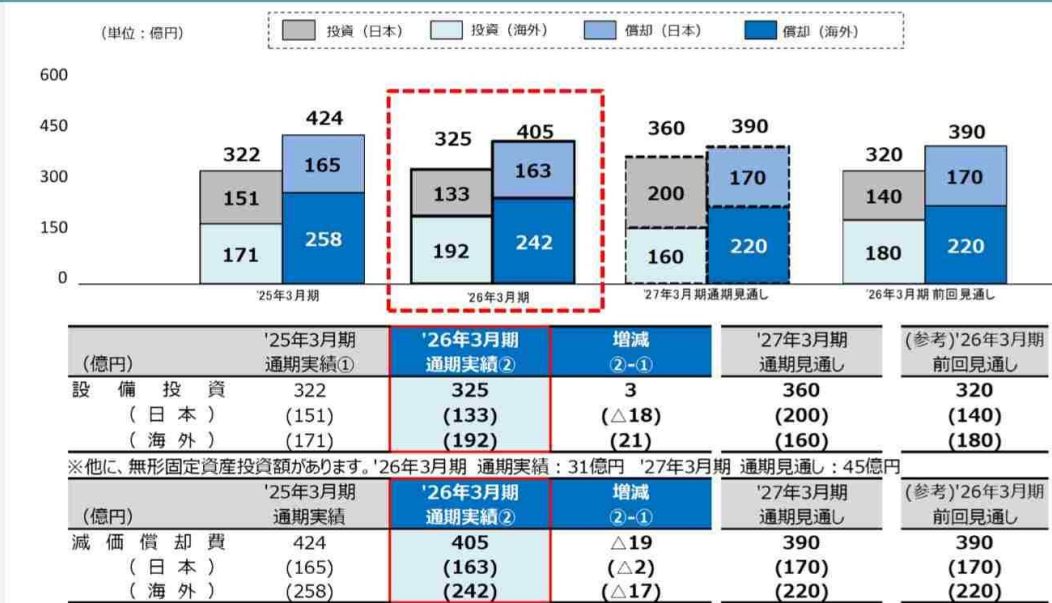 (単位：億円)
投資（日本） 投資（海外） 償却（日本） 償却（海外）
600
450
300
150
0
322 424
151 165
171 258
'25年3月期
325 405
133 163
192 242
'26年3月期
360 390
200 170
160 220
'27年3月期通期見通し
320 390
140 170
180 220
'26年3月期 前回見通し
'25年3月期 '26年3月期 増減 '27年3月期 (参考)'26年3月期
(億円) 通期実績① 通期実績② ②-① 通期見通し 前回見通し
設備投資 322 325 3 360 320
（日本） (151) (133) (△18) (200) (140)
（海外） (171) (192) (21) (160) (180)
※他に、無形固定資産投資額があります。'26年3月期 通期実績：31億円 '27年3月期 通期見通し：45億円
'25年3月期 '26年3月期 増減 '27年3月期 (参考)'26年3月期
(億円) 通期実績 通期実績② ②-① 通期見通し 前回見通し
減価償却費 424 405 △19 390 390
（日本） (165) (163) (△2) (170) (170)
（海外） (258) (242) (△17) (220) (220)